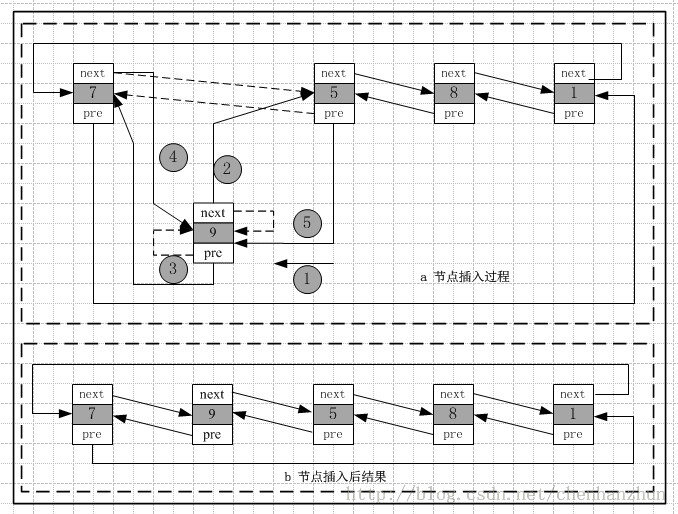 next next next next
7 5 8 1
pre pre pre pre
4
2
next
9
pre
5
3
1
a 节点插入过程
next next next next next
7 9 5 8 1
pre pre pre pre pre
b 节点插入后结果
http://blog.csdn.net/chenhanzhun